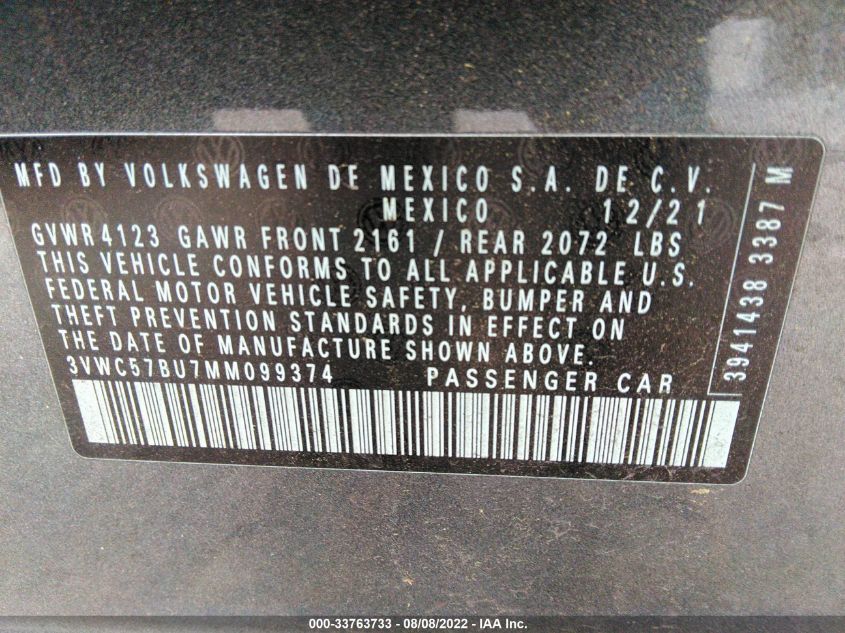 MFD BY VOLKSWAGEN DE MEXICO S.A. DE C.V.
MEXICO 12/21
GVWR 4123 GAWR FRONT 2161 / REAR 2072 LBS
THIS VEHICLE CONFORMS TO ALL APPLICABLE U.S.
FEDERAL MOTOR VEHICLE SAFETY, BUMPER AND
THEFT PREVENTION STANDARDS IN EFFECT ON
THE DATE OF MANUFACTURE SHOWN ABOVE.
3VWC57BU7MM099374 PASSENGER CAR
3941438 3387 M
000-33763733 - 08/08/2022 - IAA Inc.